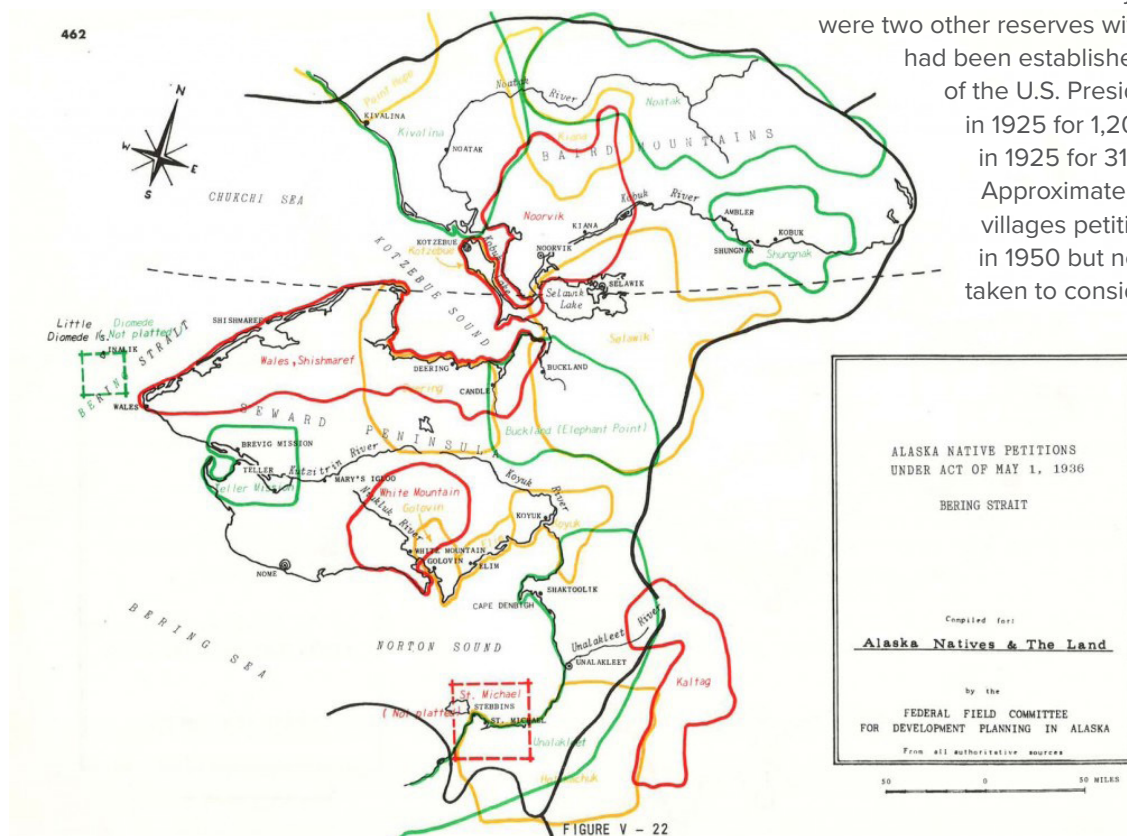 462
were two other reserves wi
had been establishe
of the U.S. Presi
in 1925 for 1,20
in 1925 for 31
Approximate
villages petiti
in 1950 but n
taken to consi
N
W
E
S
Point Hope
KIVALINA
Kivalina
Noatak
River
NOATAK
Noatak
Kiana
BAIRD MOUNTAINS
CHUKCHI SEA
Noorvik
Kobuk River
KIANA
AMBLER
KOBUK
SHUNGNAK
Shungnak
KOTZEBUE
Kotzebue
Kobuk
Lake
NOORVIK
KOTZEBUE SOUND
SELAWIK
Selawik
Lake
Selawik
SHISHMAREF
Little
Diomede Is.
Diomede
Not platted
INALIK
BERING STRAIT
Wales, Shishmaref
DEERING
Deering
CANDLE
BUCKLAND
WALES
SEWARD
PENINSULA
Buckland (Elephant Point)
BREVIG MISSION
TELLER
Teller Mission
Kutzitrin River
MARY'S IGLOO
Koyuk
River
White Mountain
Golovin
Niukluk River
KOYUK
Koyuk
Elim
WHITE MOUNTAIN
GOLOVIN
ELIM
NOME
SHAKTOOLIK
CAPE DENBIGH
BERING SEA
NORTON SOUND
Unalakleet River
UNALAKLEET
Kaltag
St. Michael
(Not platted)
STEBBINS
ST. MICHAEL
Unalakleet
FIGURE V - 22
ALASKA NATIVE PETITIONS
UNDER ACT OF MAY 1, 1936
BERING STRAIT
Compiled for:
Alaska Natives & The Land
by the
FEDERAL FIELD COMMITTEE
FOR DEVELOPMENT PLANNING IN ALASKA
From all authoritative sources
50 0 50 MILES